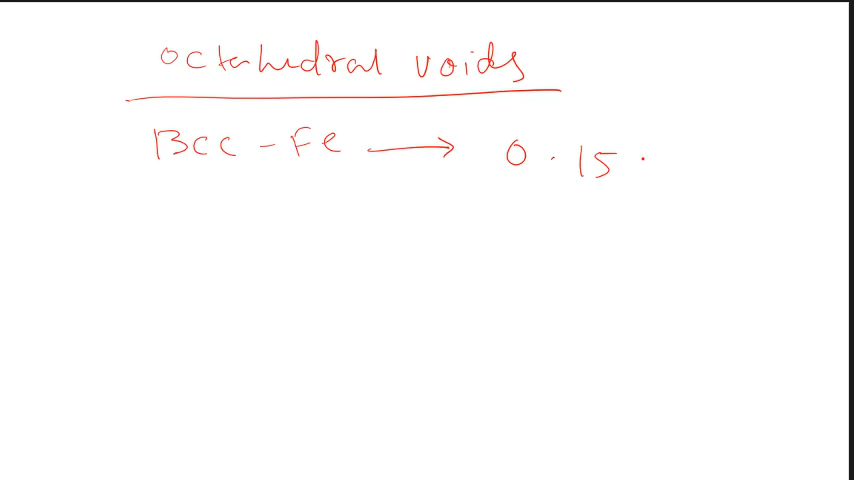 octahedral voids
BCC - Fe → 0.15.